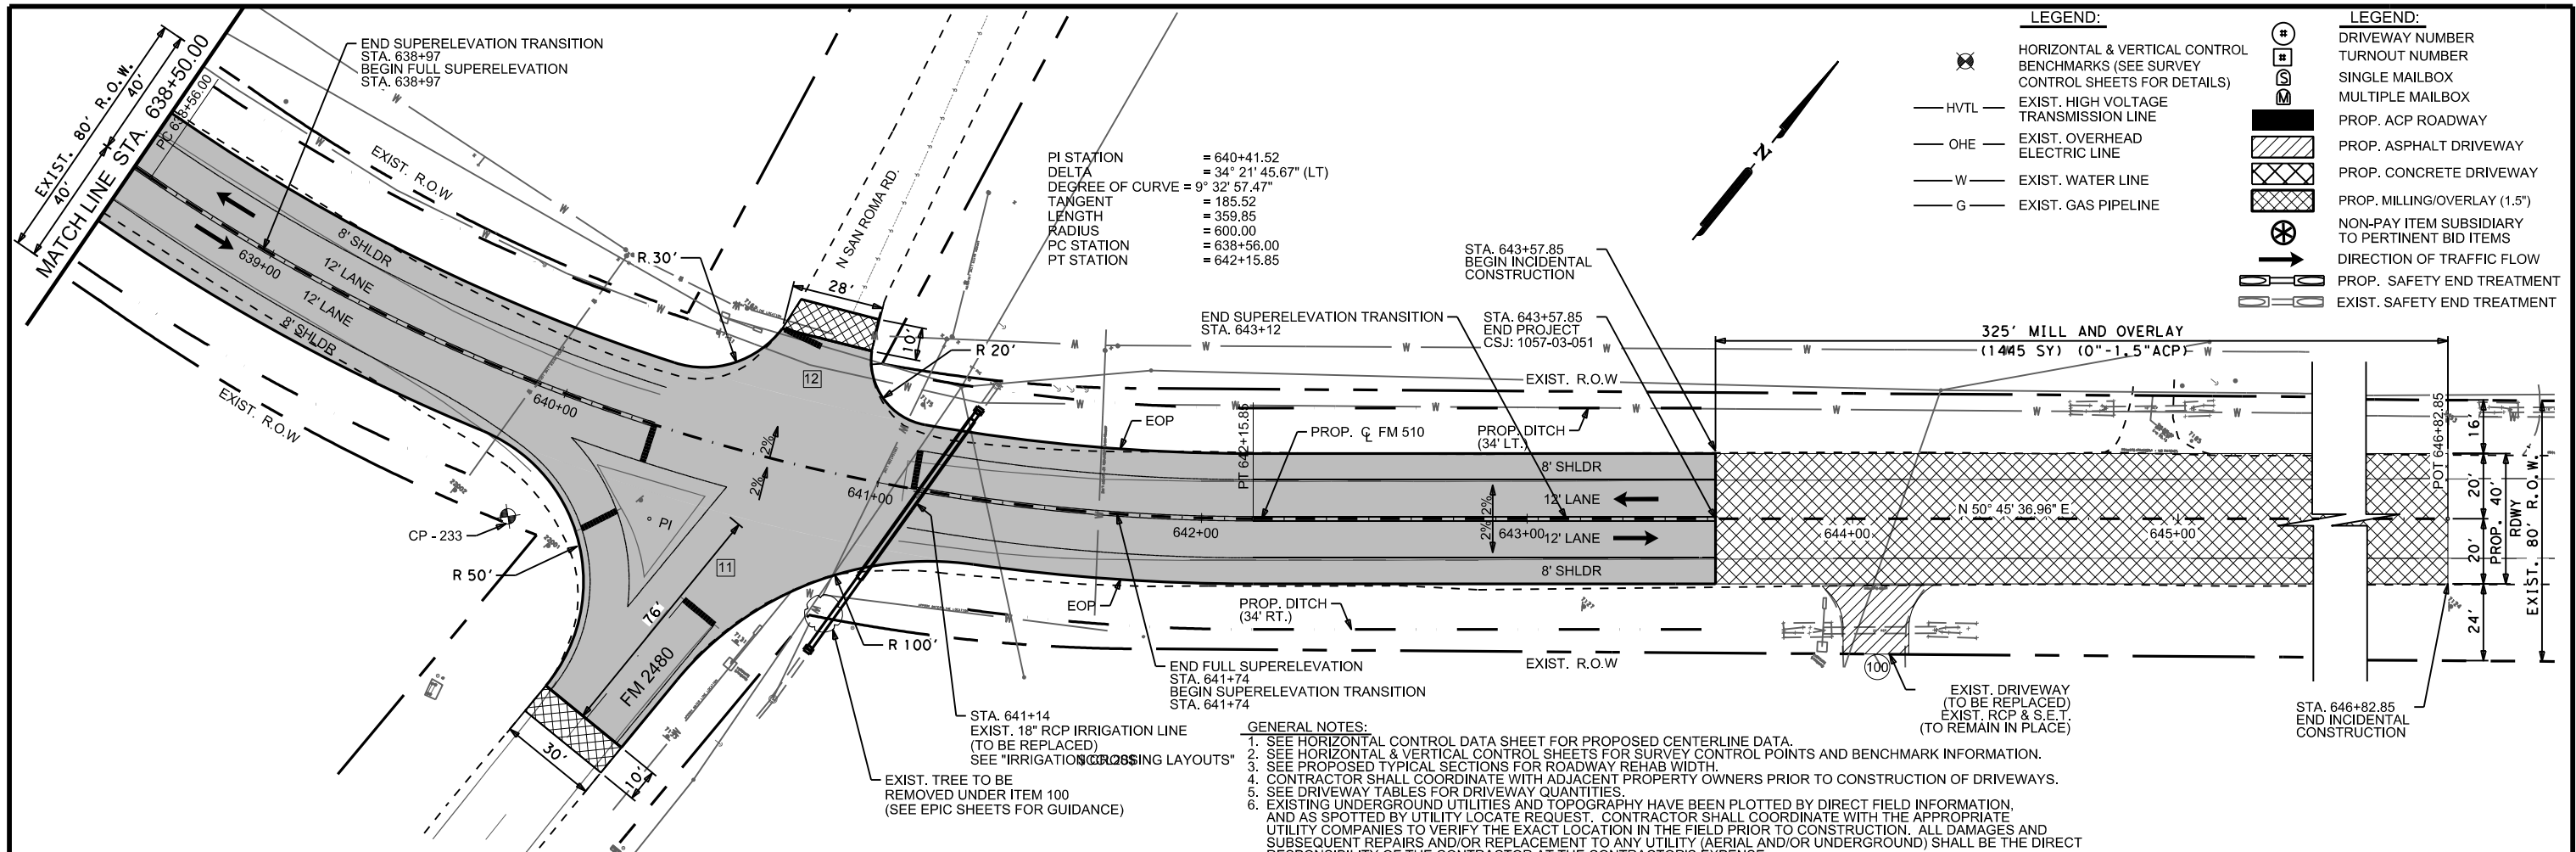 EXIST. 80' R.O.W.
40'
40'
MATCH LINE STA. 638+50.00
PC 638+56.00
END SUPERELEVATION TRANSITION
STA. 638+97
BEGIN FULL SUPERELEVATION
STA. 638+97
EXIST. R.O.W
8' SHLDR
12' LANE
12' LANE
8' SHLDR
639+00
640+00
EXIST. R.O.W
R 30'
28'
N SAN ROMA RD.
10'
R 20'
12
PI STATION = 640+41.52
DELTA = 34° 21' 45.67" (LT)
DEGREE OF CURVE = 9° 32' 57.47"
TANGENT = 185.52
LENGTH = 359.85
RADIUS = 600.00
PC STATION = 638+56.00
PT STATION = 642+15.85
N
LEGEND:
HORIZONTAL & VERTICAL CONTROL
BENCHMARKS (SEE SURVEY
CONTROL SHEETS FOR DETAILS)
HVTL EXIST. HIGH VOLTAGE
TRANSMISSION LINE
OHE EXIST. OVERHEAD
ELECTRIC LINE
W EXIST. WATER LINE
G EXIST. GAS PIPELINE
LEGEND:
# DRIVEWAY NUMBER
# TURNOUT NUMBER
S SINGLE MAILBOX
M MULTIPLE MAILBOX
PROP. ACP ROADWAY
PROP. ASPHALT DRIVEWAY
PROP. CONCRETE DRIVEWAY
PROP. MILLING/OVERLAY (1.5")
NON-PAY ITEM SUBSIDIARY
TO PERTINENT BID ITEMS
DIRECTION OF TRAFFIC FLOW
PROP. SAFETY END TREATMENT
EXIST. SAFETY END TREATMENT
STA. 643+57.85
BEGIN INCIDENTAL
CONSTRUCTION
END SUPERELEVATION TRANSITION
STA. 643+12
STA. 643+57.85
END PROJECT
CSJ: 1057-03-051
325' MILL AND OVERLAY
(1445 SY) (0"-1.5"ACP)
EXIST. R.O.W
EOP
PT 642+15.85
PROP. ℄ FM 510
PROP. DITCH
(34' LT.)
8' SHLDR
12' LANE
2% 2%
12' LANE
8' SHLDR
2%
2%
641+00
642+00
643+00
644+00
645+00
N 50° 45' 36.96" E
POT 646+82.85
16'
20'
20'
24'
PROP. 40'
RDWY
EXIST. 80' R.O.W.
CP - 233
PI
R 50'
11
76'
FM 2480
30'
10'
R 100'
EOP
PROP. DITCH
(34' RT.)
EXIST. R.O.W
100
END FULL SUPERELEVATION
STA. 641+74
BEGIN SUPERELEVATION TRANSITION
STA. 641+74
STA. 641+14
EXIST. 18" RCP IRRIGATION LINE
(TO BE REPLACED)
SEE "IRRIGATION CROSSING LAYOUTS"
EXIST. TREE TO BE
REMOVED UNDER ITEM 100
(SEE EPIC SHEETS FOR GUIDANCE)
EXIST. DRIVEWAY
(TO BE REPLACED)
EXIST. RCP & S.E.T.
(TO REMAIN IN PLACE)
STA. 646+82.85
END INCIDENTAL
CONSTRUCTION
GENERAL NOTES:
1. SEE HORIZONTAL CONTROL DATA SHEET FOR PROPOSED CENTERLINE DATA.
2. SEE HORIZONTAL & VERTICAL CONTROL SHEETS FOR SURVEY CONTROL POINTS AND BENCHMARK INFORMATION.
3. SEE PROPOSED TYPICAL SECTIONS FOR ROADWAY REHAB WIDTH.
4. CONTRACTOR SHALL COORDINATE WITH ADJACENT PROPERTY OWNERS PRIOR TO CONSTRUCTION OF DRIVEWAYS.
5. SEE DRIVEWAY TABLES FOR DRIVEWAY QUANTITIES.
6. EXISTING UNDERGROUND UTILITIES AND TOPOGRAPHY HAVE BEEN PLOTTED BY DIRECT FIELD INFORMATION,
AND AS SPOTTED BY UTILITY LOCATE REQUEST. CONTRACTOR SHALL COORDINATE WITH THE APPROPRIATE
UTILITY COMPANIES TO VERIFY THE EXACT LOCATION IN THE FIELD PRIOR TO CONSTRUCTION. ALL DAMAGES AND
SUBSEQUENT REPAIRS AND/OR REPLACEMENT TO ANY UTILITY (AERIAL AND/OR UNDERGROUND) SHALL BE THE DIRECT
RESPONSIBILITY OF THE CONTRACTOR AT THE CONTRACTOR'S EXPENSE.